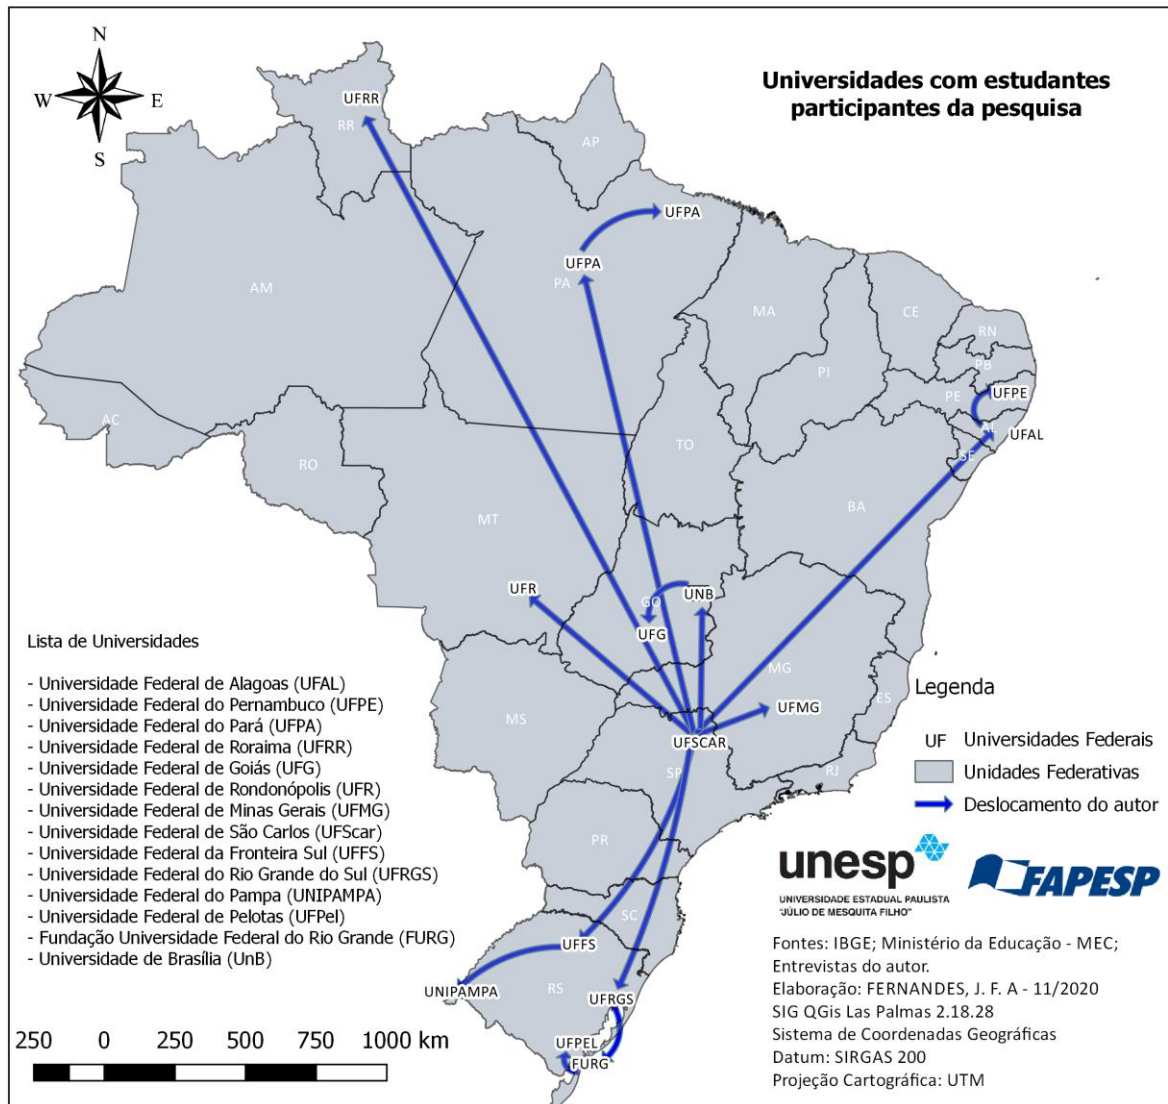 N
W E
S
Universidades com estudantes
participantes da pesquisa
UFRR
RR
AP
UFPA
UFPA
PA
AM
MA
CE
RN
PB
PI
PE
UFPE
AC
AL
UFAL
TO
SE
RO
BA
MT
UFR
UNB
GO
UFG
MG
UFMG
ES
MS
UFSCAR
SP
RJ
PR
SC
UFFS
UNIPAMPA
RS
UFRGS
UFPEL
FURG
Lista de Universidades
- Universidade Federal de Alagoas (UFAL)
- Universidade Federal do Pernambuco (UFPE)
- Universidade Federal do Pará (UFPA)
- Universidade Federal de Roraima (UFRR)
- Universidade Federal de Goiás (UFG)
- Universidade Federal de Rondonópolis (UFR)
- Universidade Federal de Minas Gerais (UFMG)
- Universidade Federal de São Carlos (UFScar)
- Universidade Federal da Fronteira Sul (UFFS)
- Universidade Federal do Rio Grande do Sul (UFRGS)
- Universidade Federal do Pampa (UNIPAMPA)
- Universidade Federal de Pelotas (UFPel)
- Fundação Universidade Federal do Rio Grande (FURG)
- Universidade de Brasília (UnB)
250 0 250 500 750 1000 km
Legenda
UF Universidades Federais
Unidades Federativas
Deslocamento do autor
unesp
UNIVERSIDADE ESTADUAL PAULISTA
"JÚLIO DE MESQUITA FILHO"
FAPESP
Fontes: IBGE; Ministério da Educação - MEC;
Entrevistas do autor.
Elaboração: FERNANDES, J. F. A - 11/2020
SIG QGis Las Palmas 2.18.28
Sistema de Coordenadas Geográficas
Datum: SIRGAS 200
Projeção Cartográfica: UTM